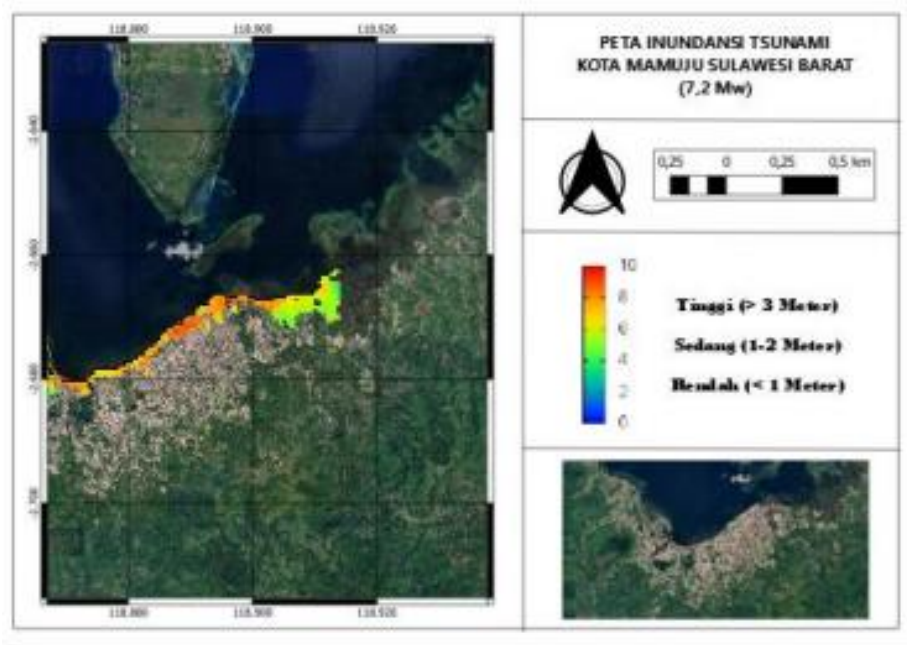 PETA INUNDANSI TSUNAMI
KOTA MAMUJU SULAWESI BARAT
(7,2 Mw)
118.880 118.900 118.920
0,25 0 0,25 0,5 km
10
8
6
4
2
0
Tinggi (> 3 Meter)
Sedang (1-2 Meter)
Rendah (< 1 Meter)
118.880 118.900 118.920